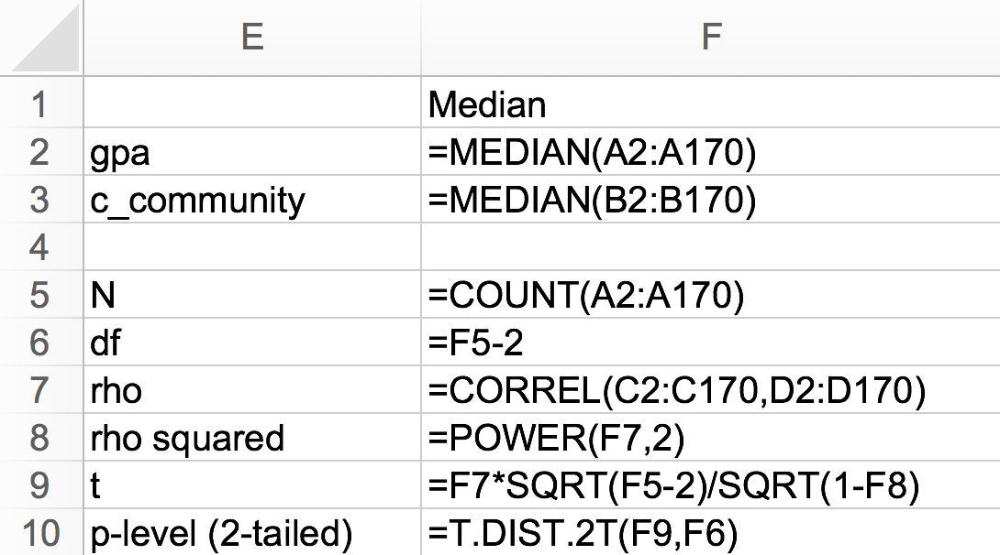 E F
1 Median
2 gpa =MEDIAN(A2:A170)
3 c_community =MEDIAN(B2:B170)
4
5 N =COUNT(A2:A170)
6 df =F5-2
7 rho =CORREL(C2:C170,D2:D170)
8 rho squared =POWER(F7,2)
9 t =F7*SQRT(F5-2)/SQRT(1-F8)
10 p-level (2-tailed) =T.DIST.2T(F9,F6)